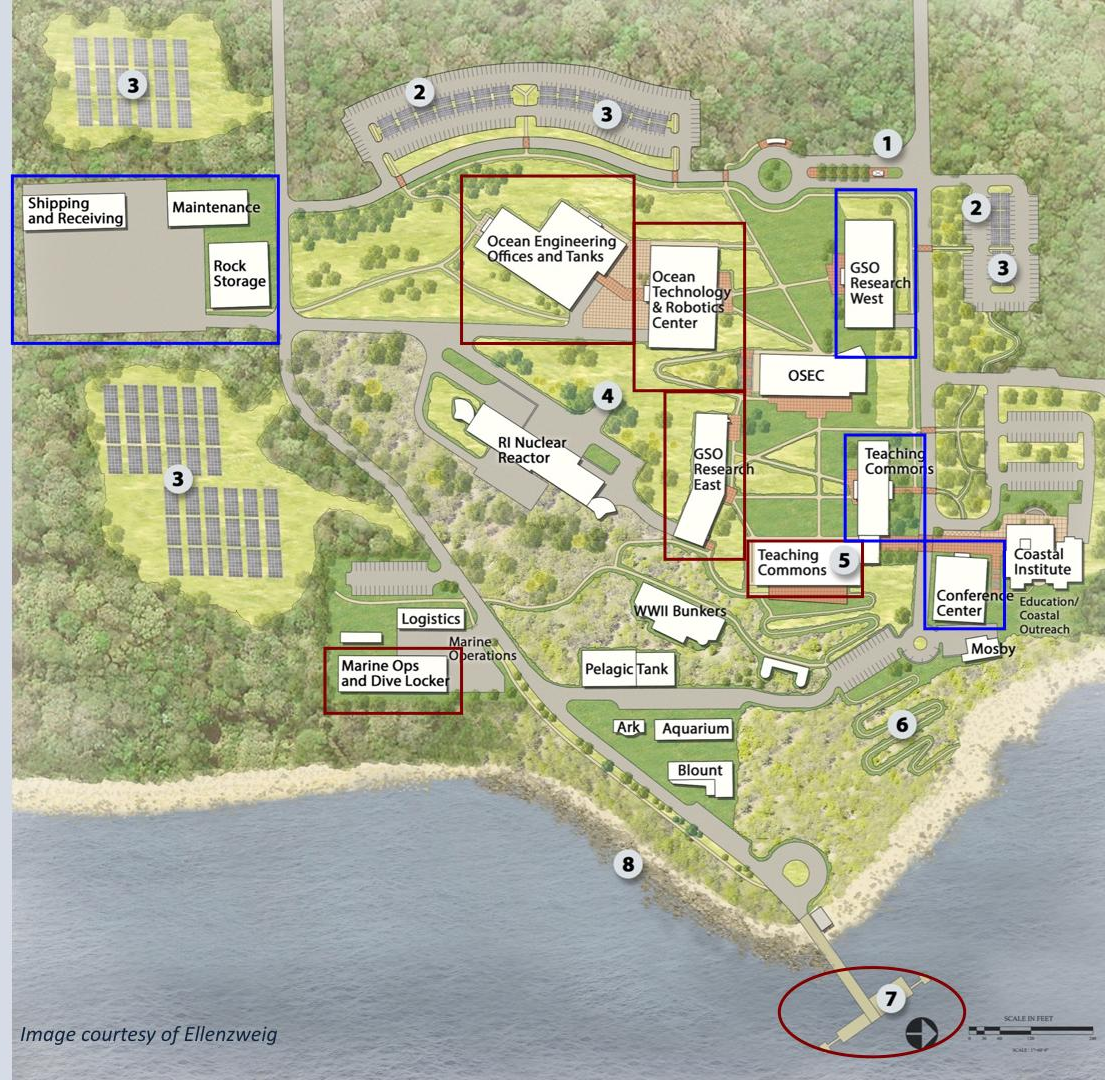 3
2
3
1
Shipping
and Receiving
Maintenance
Rock
Storage
Ocean Engineering
Offices and Tanks
Ocean
Technology
& Robotics
Center
GSO
Research
West
2
3
OSEC
4
RI Nuclear
Reactor
GSO
Research
East
Teaching
Commons
3
Teaching
Commons
5
Coastal
Institute
Conference
Center
Education/
Coastal
Outreach
Mosby
WWII Bunkers
Logistics
Marine
Operations
Marine Ops
and Dive Locker
Pelagic Tank
Ark
Aquarium
Blount
6
8
7
SCALE IN FEET
Image courtesy of Ellenzweig